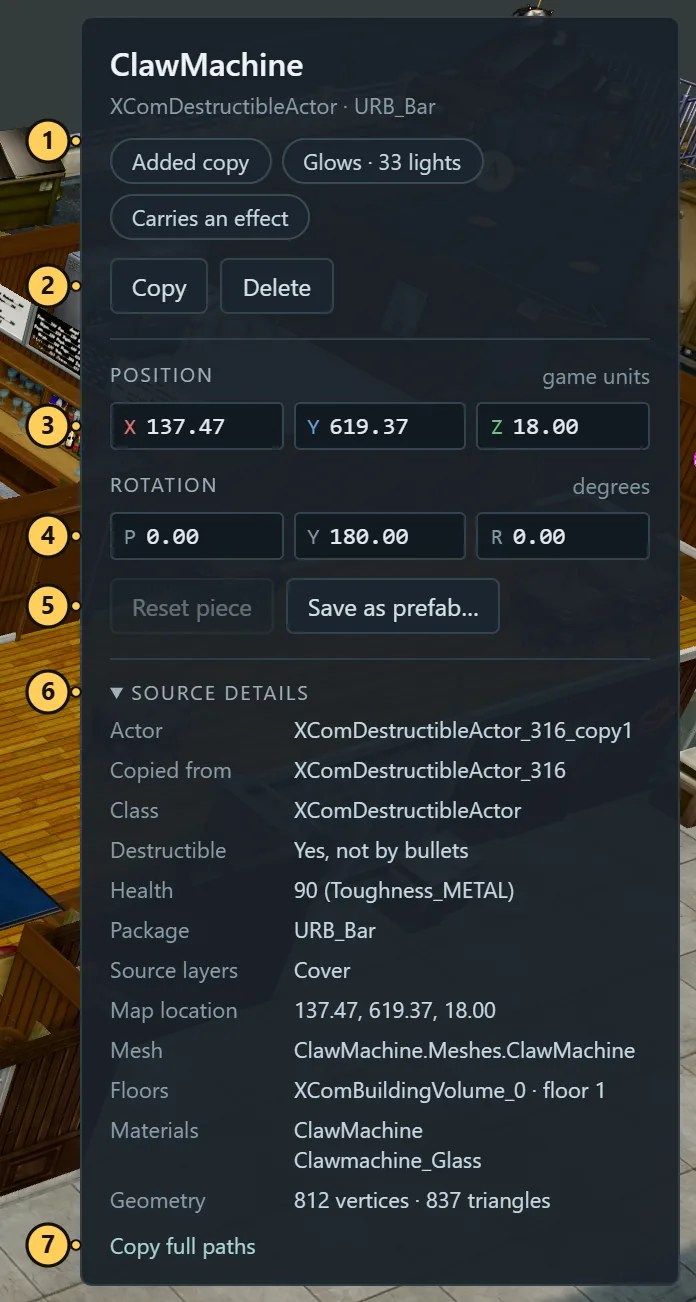 ClawMachine
XComDestructibleActor · URB_Bar
1
Added copy
Glows · 33 lights
Carries an effect
2
Copy
Delete
POSITION
game units
3
X 137.47
Y 619.37
Z 18.00
ROTATION
degrees
4
P 0.00
Y 180.00
R 0.00
5
Reset piece
Save as prefab...
6
▼ SOURCE DETAILS
Actor XComDestructibleActor_316_copy1
Copied from XComDestructibleActor_316
Class XComDestructibleActor
Destructible Yes, not by bullets
Health 90 (Toughness_METAL)
Package URB_Bar
Source layers Cover
Map location 137.47, 619.37, 18.00
Mesh ClawMachine.Meshes.ClawMachine
Floors XComBuildingVolume_0 · floor 1
Materials ClawMachine
Clawmachine_Glass
Geometry 812 vertices · 837 triangles
7
Copy full paths